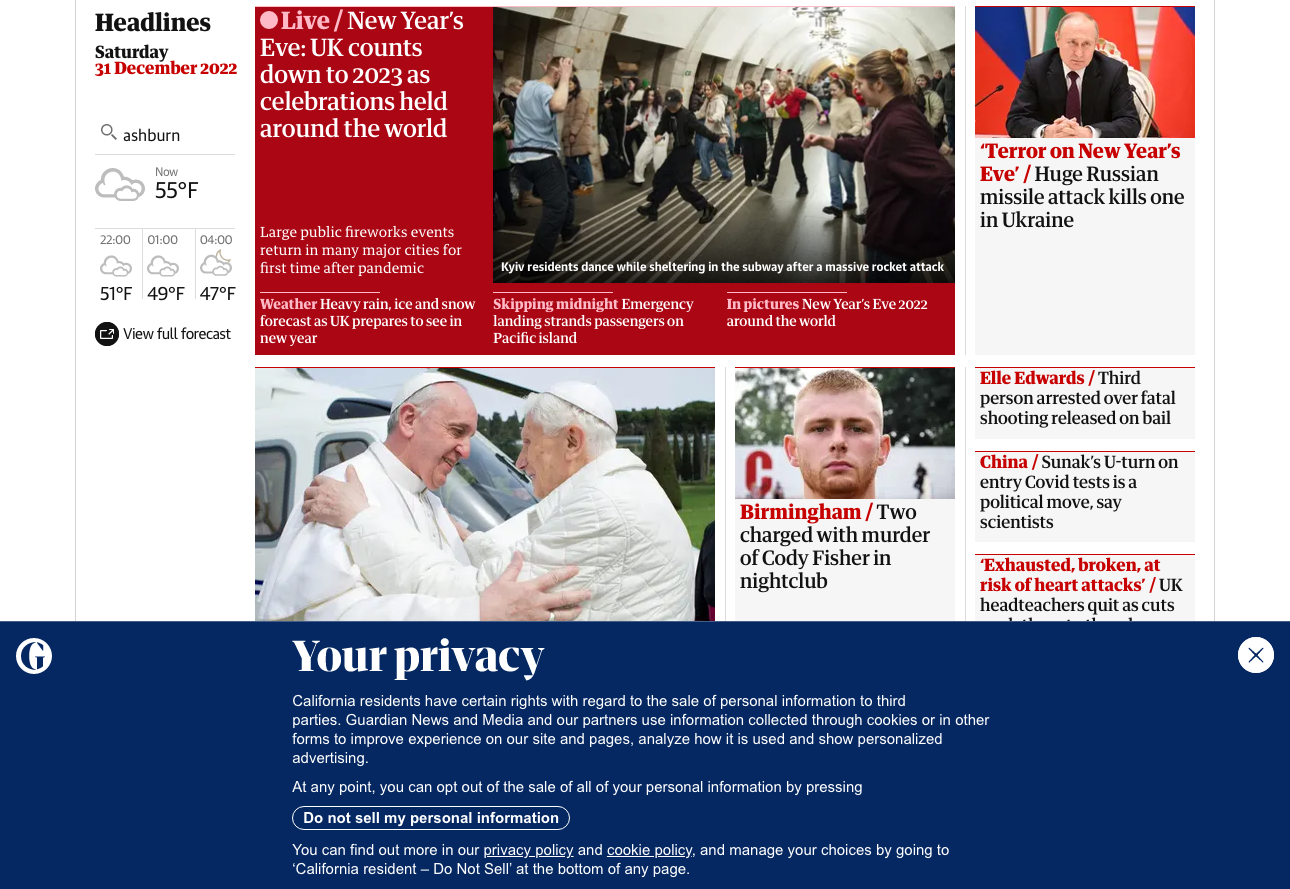 Headlines
Saturday
31 December 2022
ashburn
Now
55°F
22:00
01:00
04:00
51°F
49°F
47°F
View full forecast
Live / New Year's
Eve: UK counts
down to 2023 as
celebrations held
around the world
Large public fireworks events
return in many major cities for
first time after pandemic
Kyiv residents dance while sheltering in the subway after a massive rocket attack
Weather Heavy rain, ice and snow
forecast as UK prepares to see in
new year
Skipping midnight Emergency
landing strands passengers on
Pacific island
In pictures New Year's Eve 2022
around the world
‘Terror on New Year’s
Eve’ / Huge Russian
missile attack kills one
in Ukraine
C
Birmingham / Two
charged with murder
of Cody Fisher in
nightclub
Elle Edwards / Third
person arrested over fatal
shooting released on bail
China / Sunak’s U-turn on
entry Covid tests is a
political move, say
scientists
‘Exhausted, broken, at
risk of heart attacks’ / UK
headteachers quit as cuts
G
Your privacy
California residents have certain rights with regard to the sale of personal information to third
parties. Guardian News and Media and our partners use information collected through cookies or in other
forms to improve experience on our site and pages, analyze how it is used and show personalized
advertising.
At any point, you can opt out of the sale of all of your personal information by pressing
Do not sell my personal information
You can find out more in our privacy policy and cookie policy, and manage your choices by going to
‘California resident – Do Not Sell’ at the bottom of any page.